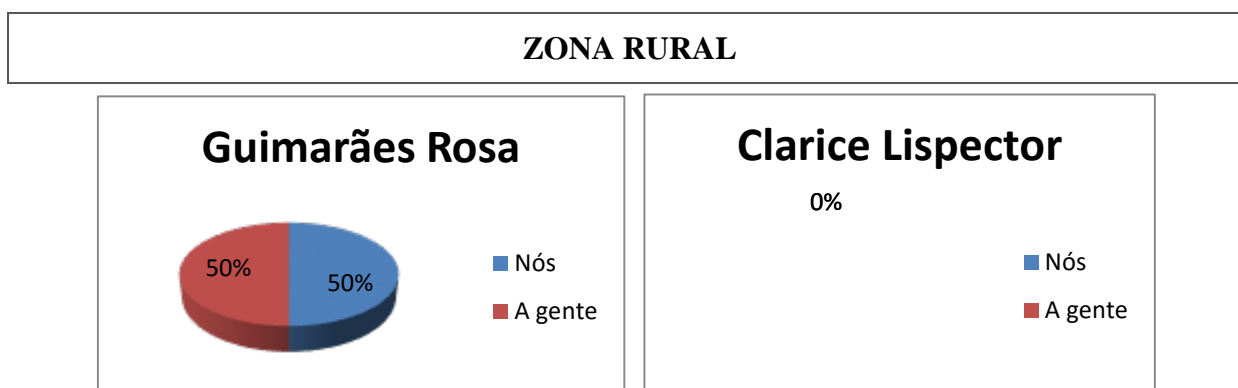 ZONA RURAL
Guimarães Rosa
50%
50%
Nós
A gente
Clarice Lispector
0%
Nós
A gente